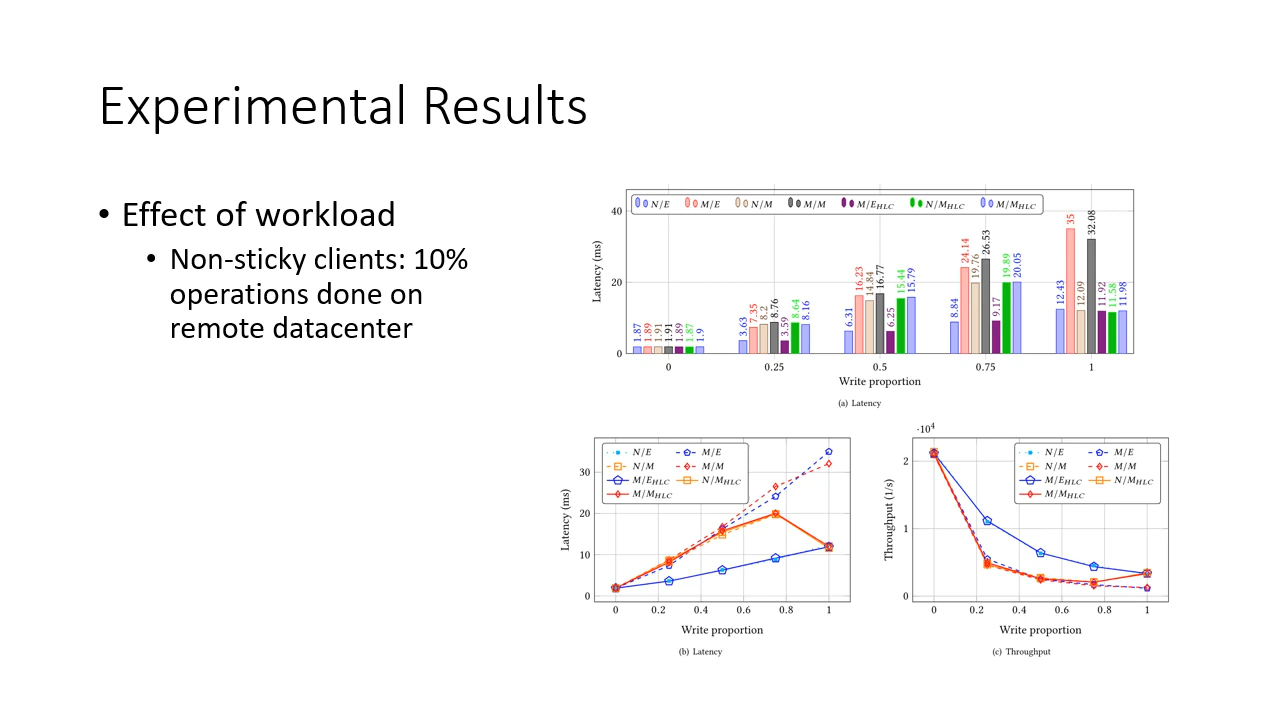 Experimental Results
• Effect of workload
• Non-sticky clients: 10%
operations done on
remote datacenter
N/E M/E N/M M/M M/E_HLC N/M_HLC M/M_HLC
40
20
0
Latency (ms)
1.87 1.89 1.91 1.91 1.89 1.87 1.9
3.63 7.35 8.2 8.76 3.59 8.64 8.16
6.31 16.23 14.84 16.77 6.25 15.44 15.79
8.84 24.14 19.76 26.53 9.17 19.89 20.05
12.43 35 12.09 32.08 11.92 11.58 11.98
0 0.25 0.5 0.75 1
Write proportion
(a) Latency
N/E M/E
N/M M/M
M/E_HLC N/M_HLC
M/M_HLC
30
20
10
0
Latency (ms)
0 0.2 0.4 0.6 0.8 1
Write proportion
(b) Latency
·10^4
N/E M/E
N/M M/M
M/E_HLC N/M_HLC
M/M_HLC
2
1
0
Throughput (1/s)
0 0.2 0.4 0.6 0.8 1
Write proportion
(c) Throughput